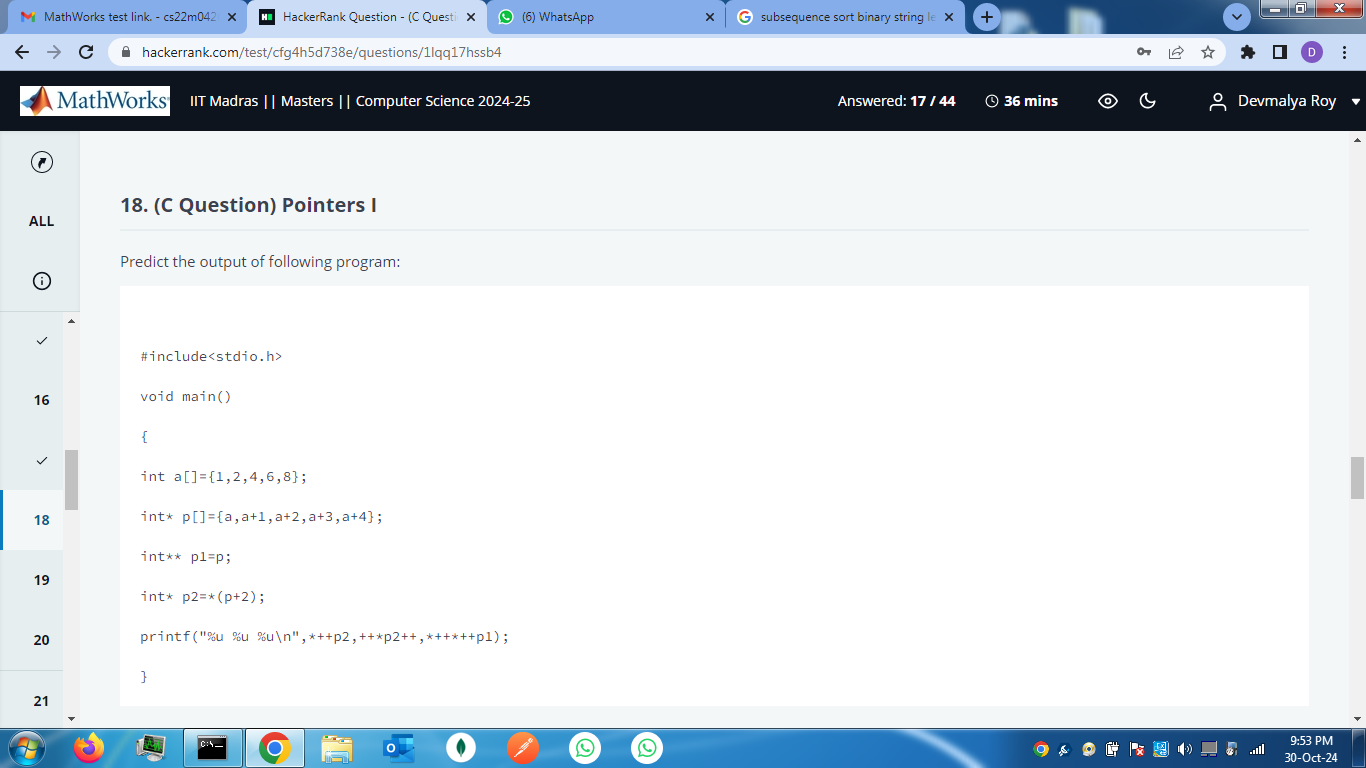 MathWorks test link. - cs22m042
HackerRank Question - (C Questi
(6) WhatsApp
subsequence sort binary string le
hackerrank.com/test/cfg4h5d738e/questions/1lqq17hssb4
D
MathWorks
IIT Madras || Masters || Computer Science 2024-25
Answered: 17 / 44
36 mins
Devmalya Roy
ALL
16
18
19
20
21
18. (C Question) Pointers I
Predict the output of following program:
#include<stdio.h>
void main()
{
int a[]={1,2,4,6,8};
int* p[]={a,a+1,a+2,a+3,a+4};
int** p1=p;
int* p2=*(p+2);
printf("%u %u %u\n",*++p2,++*p2++,*++*++p1);
}
9:53 PM
30-Oct-24